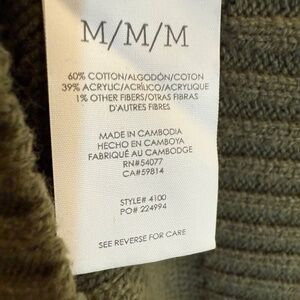 M/M/M
60% COTTON/ALGODÓN/COTON
39% ACRYLIC/ACRÍLICO/ACRYLIQUE
1% OTHER FIBERS/OTRAS FIBRAS
D'AUTRES FIBRES
MADE IN CAMBODIA
HECHO EN CAMBOYA
FABRIQUÉ AU CAMBODGE
RN#54077
CA#59814
STYLE# 4100
PO# 224994
SEE REVERSE FOR CARE